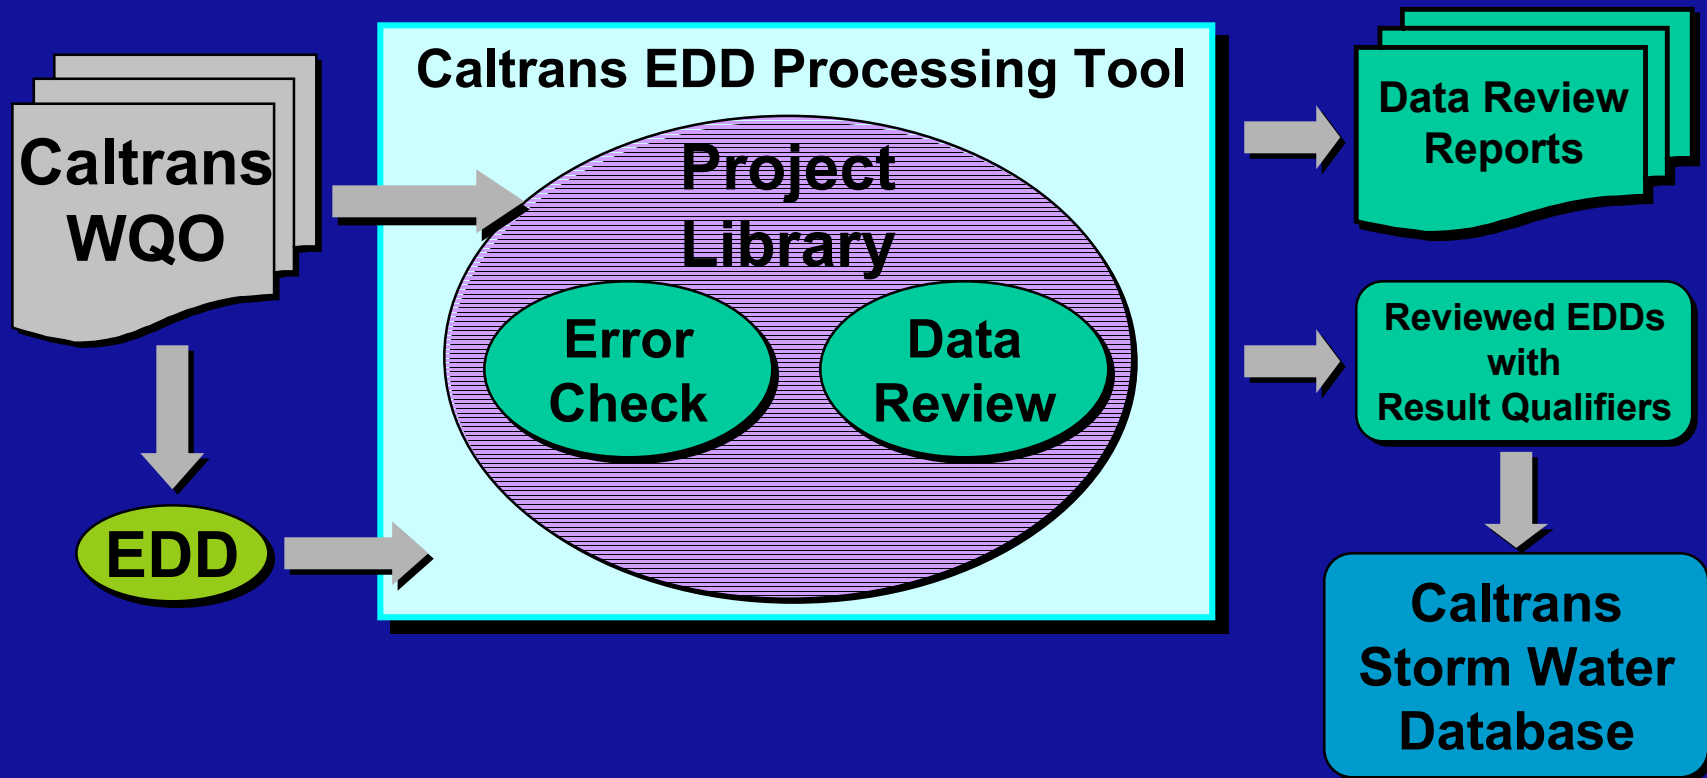 Caltrans
WQO
EDD
Caltrans EDD Processing Tool
Project
Library
Error
Check
Data
Review
Data Review
Reports
Reviewed EDDs
with
Result Qualifiers
Caltrans
Storm Water
Database